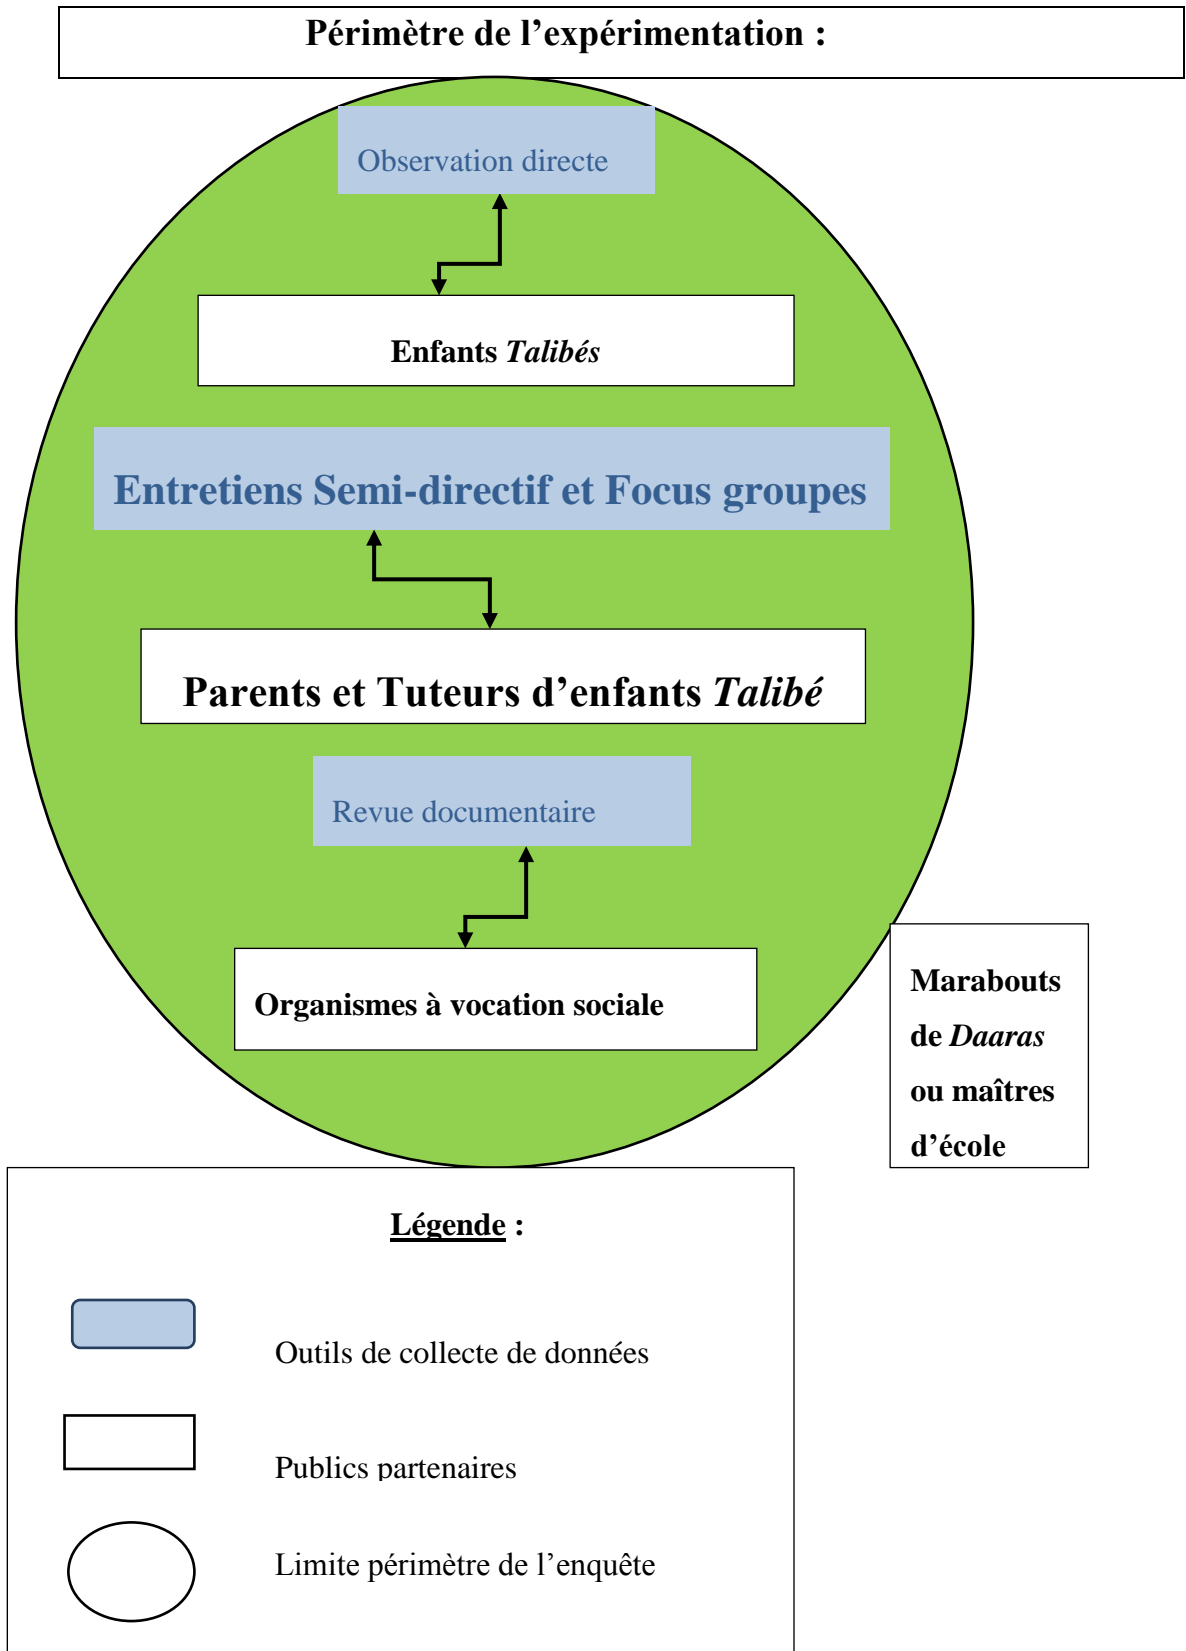 Périmètre de l’expérimentation :
Observation directe
Enfants Talibés
Entretiens Semi-directif et Focus groupes
Parents et Tuteurs d’enfants Talibé
Revue documentaire
Organismes à vocation sociale
Marabouts
de Daaras
ou maîtres
d’école
Légende :
Outils de collecte de données
Publics partenaires
Limite périmètre de l’enquête